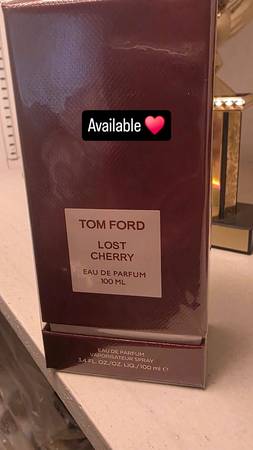 Available ❤️
TOM FORD
LOST
CHERRY
EAU DE PARFUM
100 ML
EAU DE PARFUM
VAPORISATEUR SPRAY
3.4 FL. OZ./OZ. LIQ./100 ml ℮